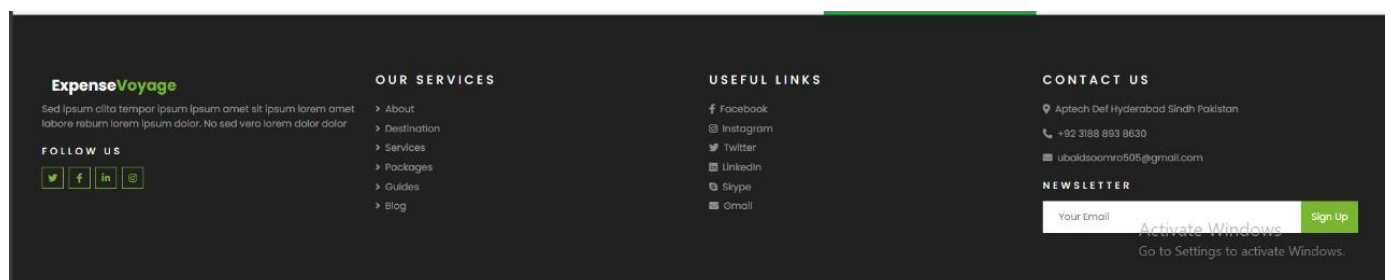 ExpenseVoyage
Sed ipsum clita tempor ipsum ipsum amet sit ipsum lorem amet
labore rebum lorem ipsum dolor. No sed vero lorem dolor dolor
FOLLOW US
OUR SERVICES
> About
> Destination
> Services
> Packages
> Guides
> Blog
USEFUL LINKS
Facebook
Instagram
Twitter
LinkedIn
Skype
Gmail
CONTACT US
Aptech Def Hyderabad Sindh Pakistan
+92 3188 893 8630
ubaidsoomro505@gmail.com
NEWSLETTER
Your Email
Sign Up
Activate Windows
Go to Settings to activate Windows.